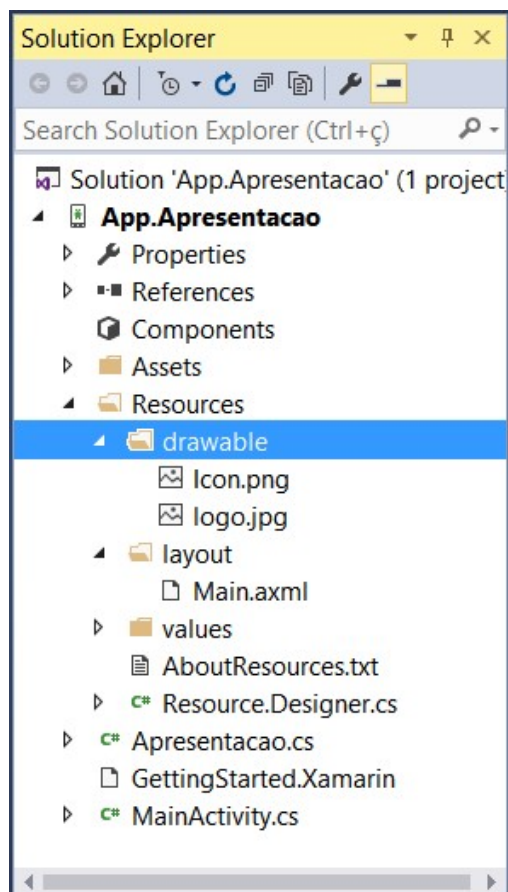 Solution Explorer
Search Solution Explorer (Ctrl+ç)
Solution 'App.Apresentacao' (1 project
App.Apresentacao
Properties
References
Components
Assets
Resources
drawable
Icon.png
logo.jpg
layout
Main.axml
values
AboutResources.txt
C# Resource.Designer.cs
C# Apresentacao.cs
GettingStarted.Xamarin
C# MainActivity.cs